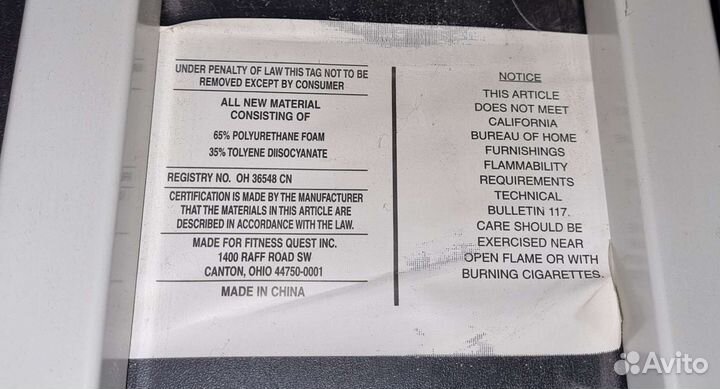 UNDER PENALTY OF LAW THIS TAG NOT TO BE
REMOVED EXCEPT BY CONSUMER
ALL NEW MATERIAL
CONSISTING OF
65% POLYURETHANE FOAM
35% TOLYENE DIISOCYANATE
REGISTRY NO. OH 36548 CN
CERTIFICATION IS MADE BY THE MANUFACTURER
THAT THE MATERIALS IN THIS ARTICLE ARE
DESCRIBED IN ACCORDANCE WITH THE LAW.
MADE FOR FITNESS QUEST INC.
1400 RAFF ROAD SW
CANTON, OHIO 44750-0001
MADE IN CHINA
NOTICE
THIS ARTICLE
DOES NOT MEET
CALIFORNIA
BUREAU OF HOME
FURNISHINGS
FLAMMABILITY
REQUIREMENTS
TECHNICAL
BULLETIN 117.
CARE SHOULD BE
EXERCISED NEAR
OPEN FLAME OR WITH
BURNING CIGARETTES.
Avito